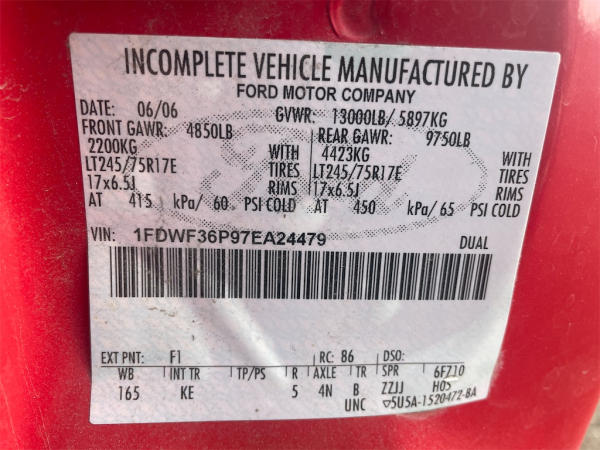 INCOMPLETE VEHICLE MANUFACTURED BY
FORD MOTOR COMPANY
DATE: 06/06 GVWR: 13000LB/ 5897KG
FRONT GAWR: 4850LB REAR GAWR: 9750LB
2200KG WITH 4423KG WITH
LT245/75R17E TIRES LT245/75R17E TIRES
17x6.5J RIMS 17x6.5J RIMS
AT 415 kPa/ 60 PSI COLD AT 450 kPa/ 65 PSI COLD
VIN: 1FDWF36P97EA24479 DUAL
EXT PNT: F1 RC: 86 DSO:
WB INT TR TP/PS R AXLE TR SPR 6FZ10
165 KE 5 4N B ZZJJ H05
UNC ▽5U5A-1520472-BA